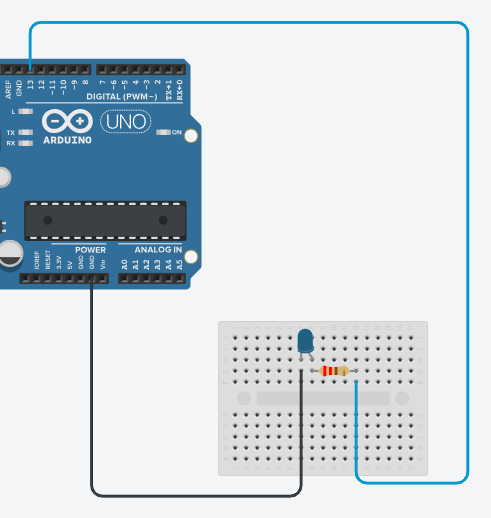 AREF
GND
13
12
~11
~10
~9
8
7
~6
~5
4
~3
2
TX→1
RX←0
DIGITAL (PWM~)
L
TX
RX
UNO
ON
ARDUINO
POWER
ANALOG IN
IOREF
RESET
3.3V
5V
GND
GND
Vin
A0
A1
A2
A3
A4
A5